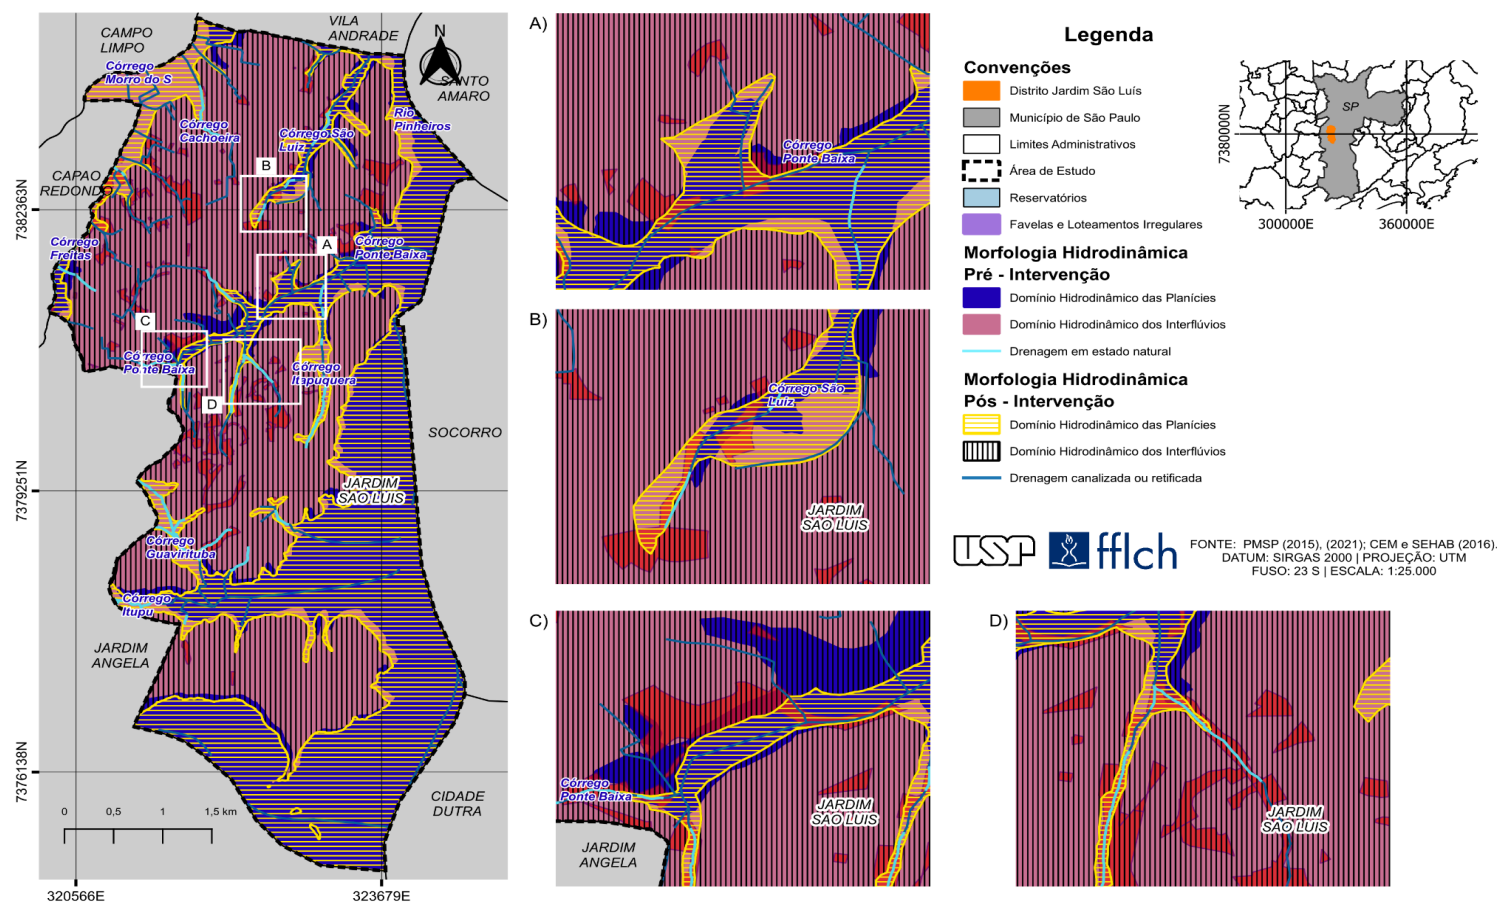 CAMPO
LIMPO
VILA
ANDRADE
N
SANTO
AMARO
Córrego
Morro do S
Córrego
Cachoeira
Córrego São
Luiz
Rio
Pinheiros
B
CAPAO
REDONDO
7382363N
Córrego
Freitas
A
Córrego
Ponte Baixa
C
Córrego
Ponte Baixa
Córrego
Itapuquera
D
SOCORRO
7379251N
JARDIM
SAO LUIS
Córrego
Guavirituba
Córrego
Itupu
JARDIM
ANGELA
7376138N
CIDADE
DUTRA
0 0,5 1 1,5 km
320566E
323679E
A)
Córrego
Ponte Baixa
B)
Córrego São
Luiz
JARDIM
SAO LUIS
C)
Córrego
Ponte Baixa
JARDIM
SAO LUIS
JARDIM
ANGELA
D)
JARDIM
SAO LUIS
Legenda
Convenções
Distrito Jardim São Luís
Município de São Paulo
Limites Administrativos
Área de Estudo
Reservatórios
Favelas e Loteamentos Irregulares
Morfologia Hidrodinâmica
Pré - Intervenção
Domínio Hidrodinâmico das Planícies
Domínio Hidrodinâmico dos Interflúvios
Drenagem em estado natural
Morfologia Hidrodinâmica
Pós - Intervenção
Domínio Hidrodinâmico das Planícies
Domínio Hidrodinâmico dos Interflúvios
Drenagem canalizada ou retificada
SP
7380000N
300000E
360000E
USP
fflch
FONTE: PMSP (2015), (2021); CEM e SEHAB (2016).
DATUM: SIRGAS 2000 | PROJEÇÃO: UTM
FUSO: 23 S | ESCALA: 1:25.000